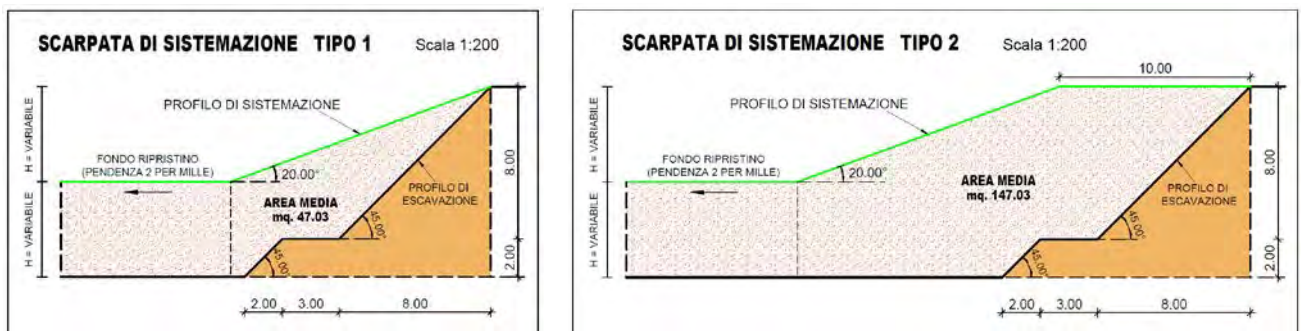 SCARPATA DI SISTEMAZIONE TIPO 1 Scala 1:200
PROFILO DI SISTEMAZIONE
H = VARIABILE
FONDO RIPRISTINO
(PENDENZA 2 PER MILLE)
20.00°
8.00
PROFILO DI
ESCAVAZIONE
AREA MEDIA
mq. 47.03
H = VARIABILE
45.00°
45.00°
2.00
2.00 3.00 8.00
SCARPATA DI SISTEMAZIONE TIPO 2 Scala 1:200
10.00
PROFILO DI SISTEMAZIONE
H = VARIABILE
FONDO RIPRISTINO
(PENDENZA 2 PER MILLE)
20.00°
8.00
AREA MEDIA
mq. 147.03
PROFILO DI
ESCAVAZIONE
H = VARIABILE
45.00°
45.00°
2.00
2.00 3.00 8.00